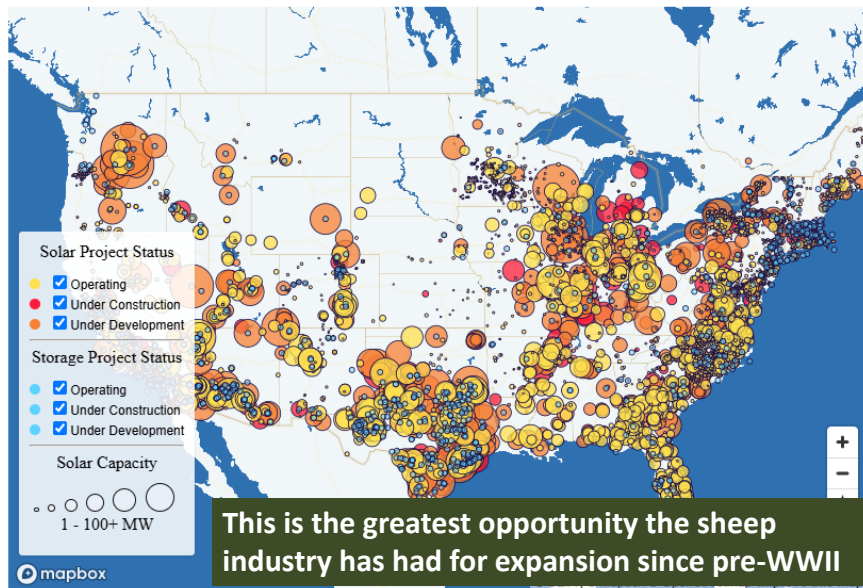 Solar Project Status
Operating
Under Construction
Under Development
Storage Project Status
Operating
Under Construction
Under Development
Solar Capacity
1 - 100+ MW
mapbox
This is the greatest opportunity the sheep
industry has had for expansion since pre-WWII